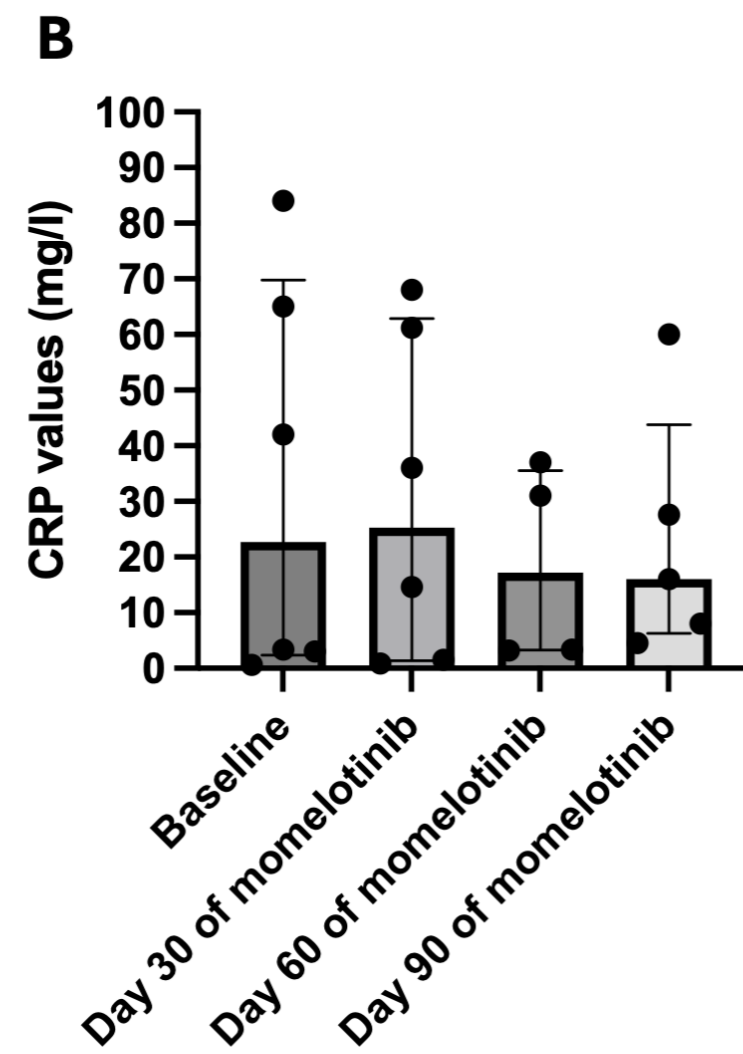 B
CRP values (mg/l)
100
90
80
70
60
50
40
30
20
10
0
Baseline
Day 30 of momelotinib
Day 60 of momelotinib
Day 90 of momelotinib